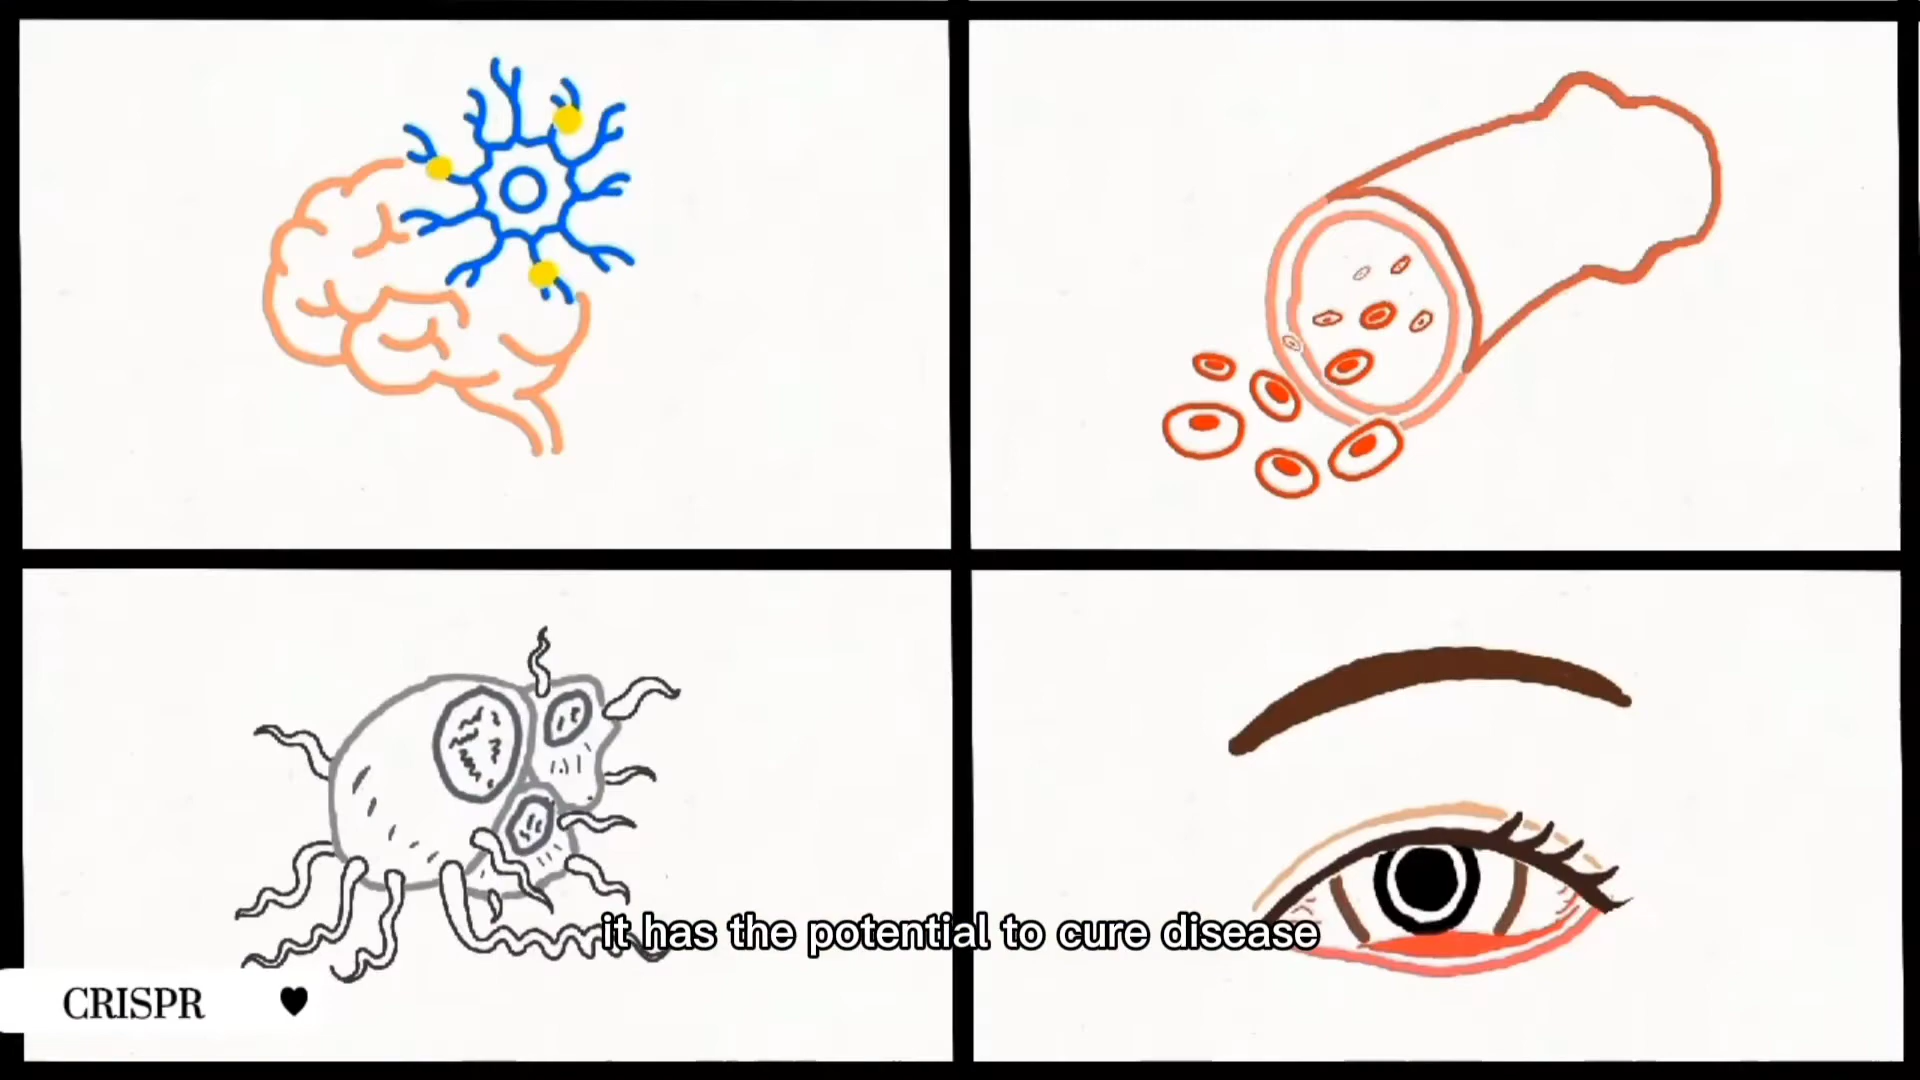 it has the potential to cure disease
CRISPR ♥